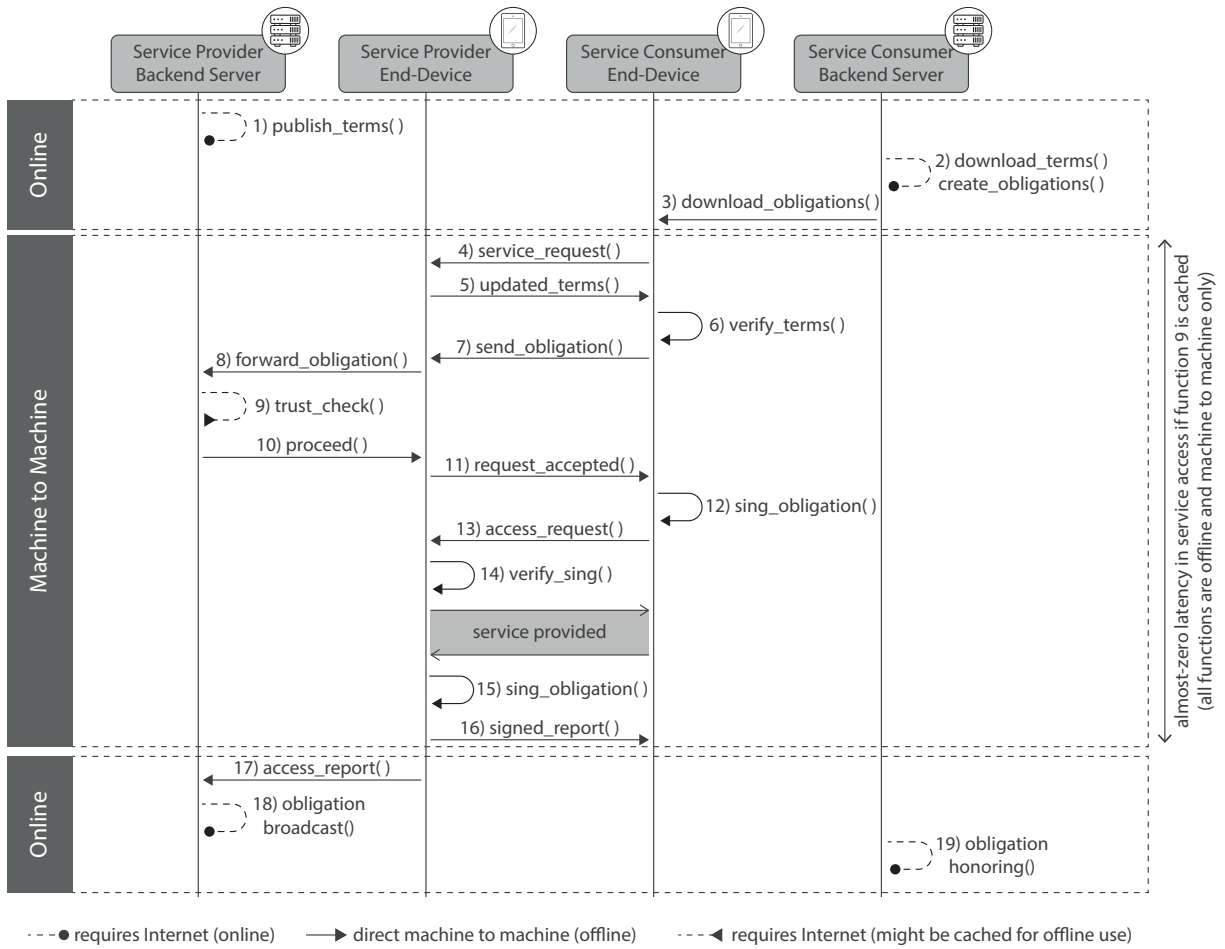 Service Provider
Backend Server
Service Provider
End-Device
Service Consumer
End-Device
Service Consumer
Backend Server
Online
1) publish_terms( )
2) download_terms( )
create_obligations( )
3) download_obligations( )
Machine to Machine
4) service_request( )
5) updated_terms( )
6) verify_terms( )
7) send_obligation( )
8) forward_obligation( )
9) trust_check( )
10) proceed( )
11) request_accepted( )
12) sing_obligation( )
13) access_request( )
14) verify_sing( )
service provided
15) sing_obligation( )
16) signed_report( )
almost-zero latency in service access if function 9 is cached
(all functions are offline and machine to machine only)
Online
17) access_report( )
18) obligation
broadcast()
19) obligation
honoring()
requires Internet (online)
direct machine to machine (offline)
requires Internet (might be cached for offline use)